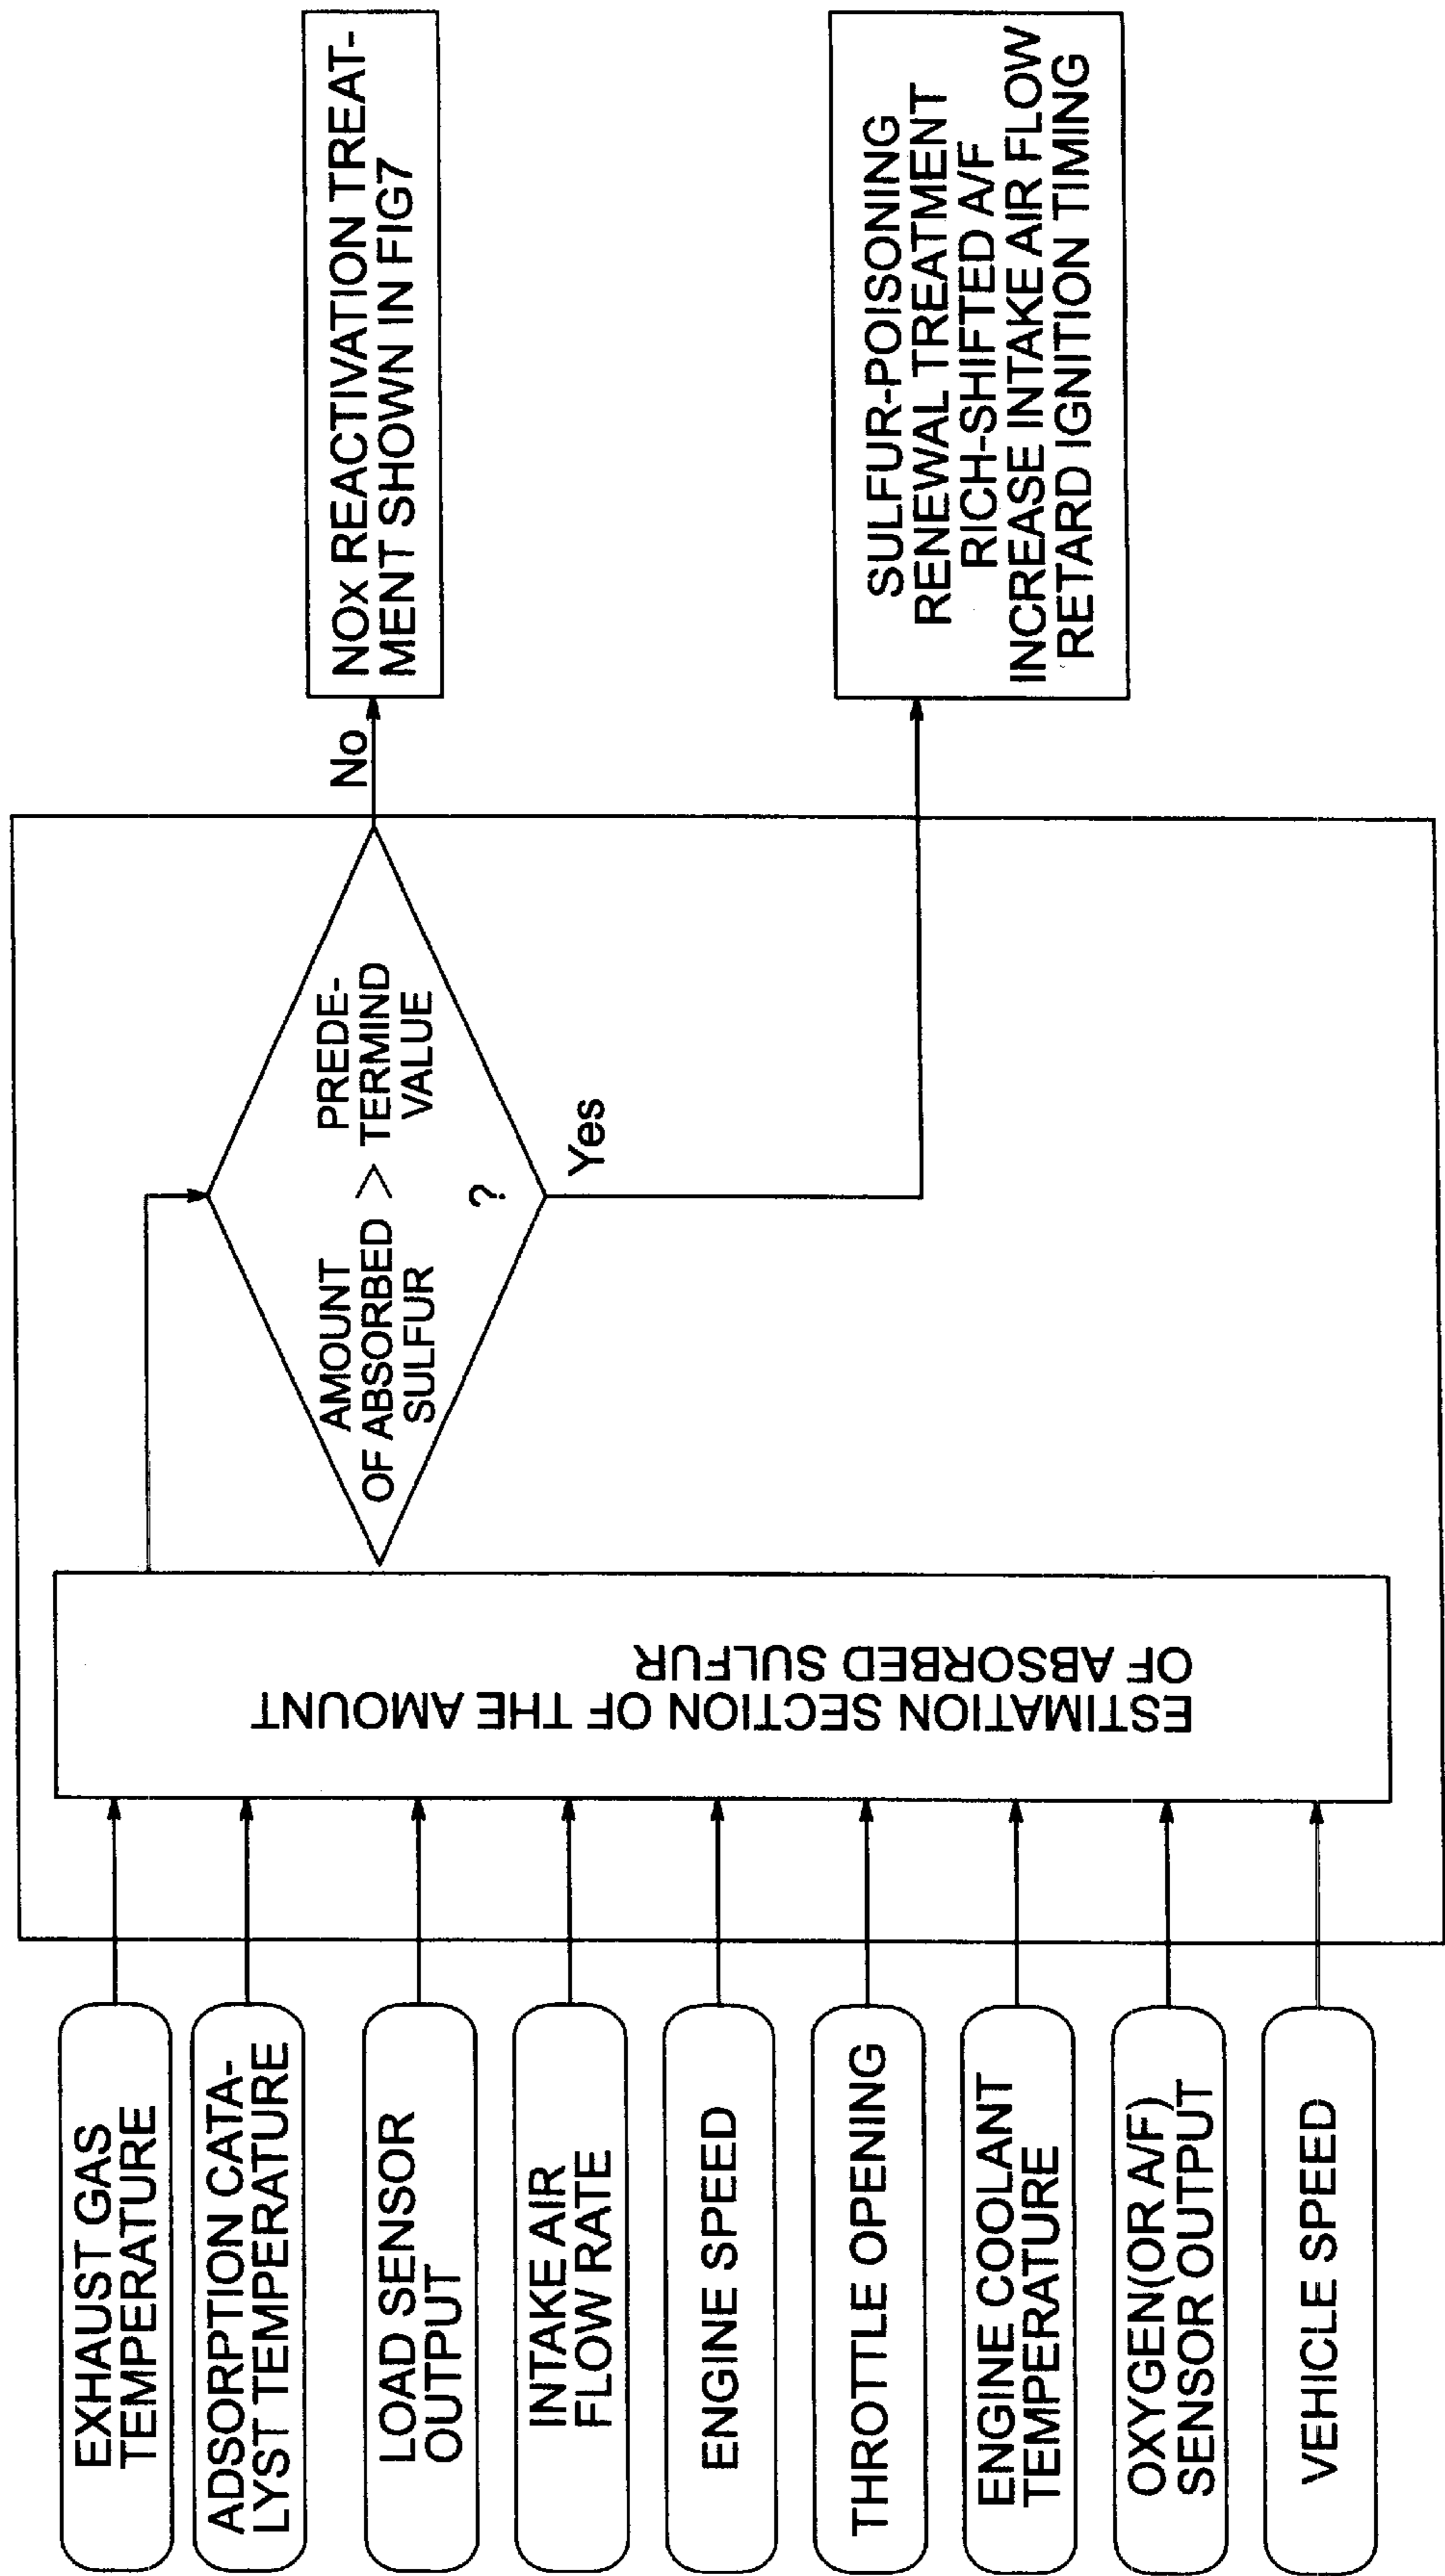 EXHAUST GAS
TEMPERATURE
ADSORPTION CATA-
LYST TEMPERATURE
LOAD SENSOR
OUTPUT
INTAKE AIR
FLOW RATE
ENGINE SPEED
THROTTLE OPENING
ENGINE COOLANT
TEMPERATURE
OXYGEN(OR A/F)
SENSOR OUTPUT
VEHICLE SPEED
ESTIMATION SECTION OF THE AMOUNT
OF ABSORBED SULFUR
AMOUNT
OF ABSORBED
SULFUR
>
PREDE-
TERMIND
VALUE
?
No
Yes
NOx REACTIVATION TREAT-
MENT SHOWN IN FIG7
SULFUR-POISONING
RENEWAL TREATMENT
RICH-SHIFTED A/F
INCREASE INTAKE AIR FLOW
RETARD IGNITION TIMING